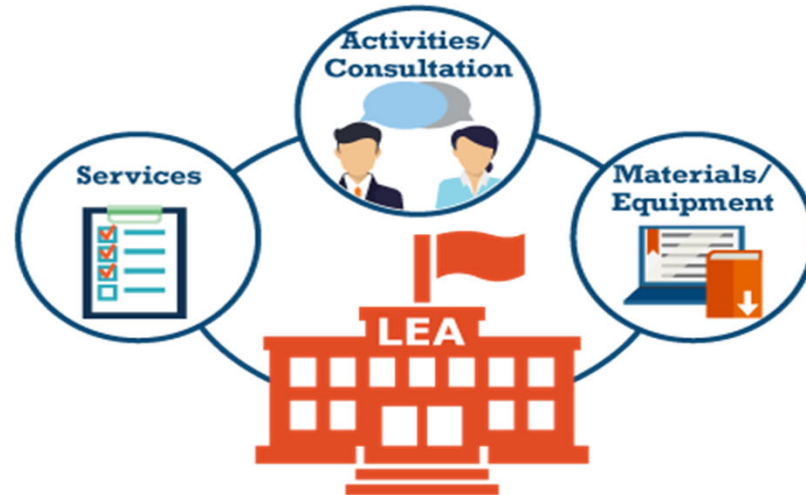 Activities/
Consultation
Services
Materials/
Equipment
LEA